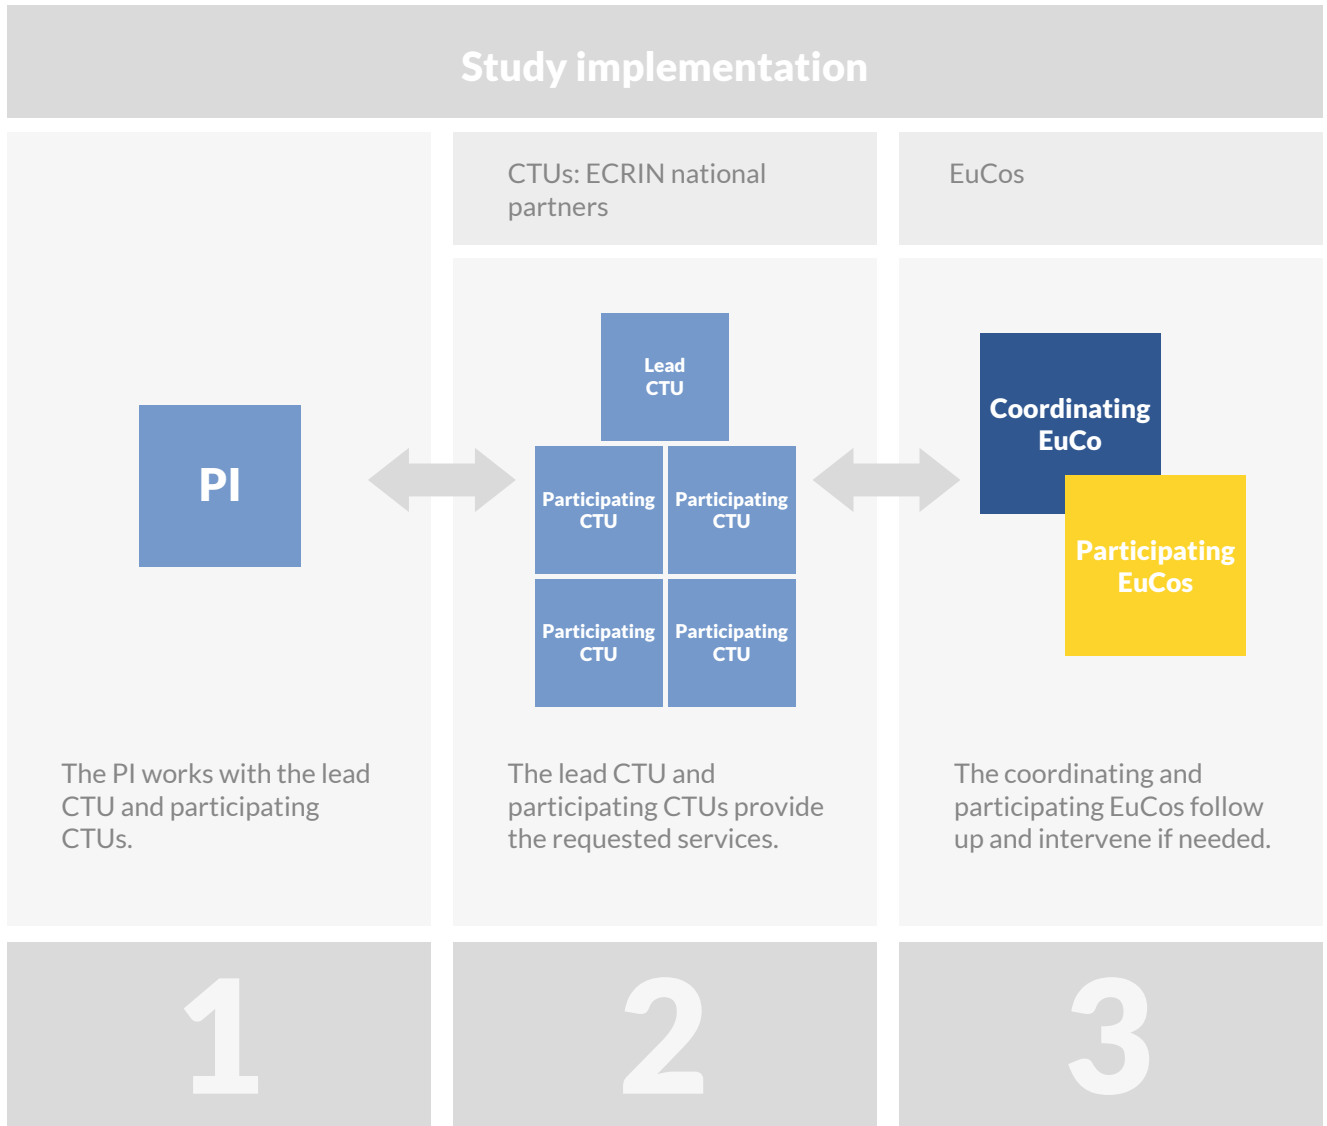 Study implementation
CTUs: ECRIN national
partners
EuCos
PI
Lead
CTU
Participating
CTU
Participating
CTU
Participating
CTU
Participating
CTU
Coordinating
EuCo
Participating
EuCos
The PI works with the lead
CTU and participating
CTUs.
The lead CTU and
participating CTUs provide
the requested services.
The coordinating and
participating EuCos follow
up and intervene if needed.
1
2
3